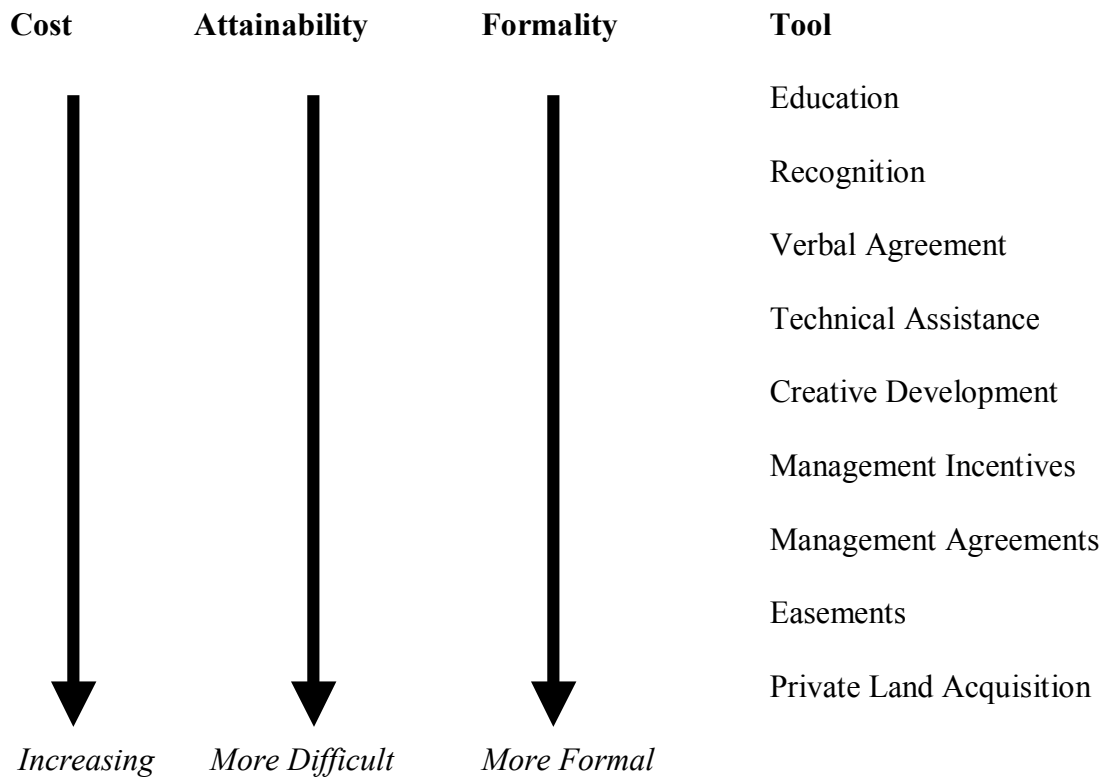 Cost Attainability Formality Tool
Education
Recognition
Verbal Agreement
Technical Assistance
Creative Development
Management Incentives
Management Agreements
Easements
Private Land Acquisition
Increasing More Difficult More Formal